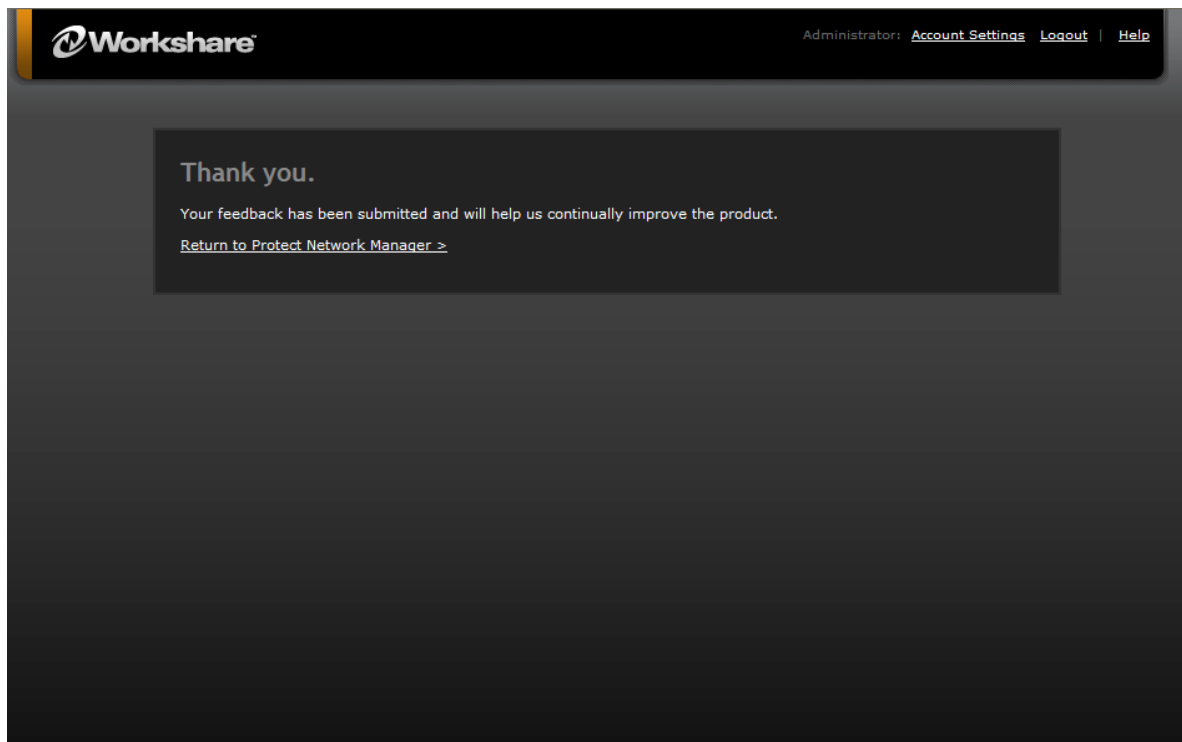 Workshare™
Administrator: Account Settings Logout | Help
Thank you.
Your feedback has been submitted and will help us continually improve the product.
Return to Protect Network Manager >